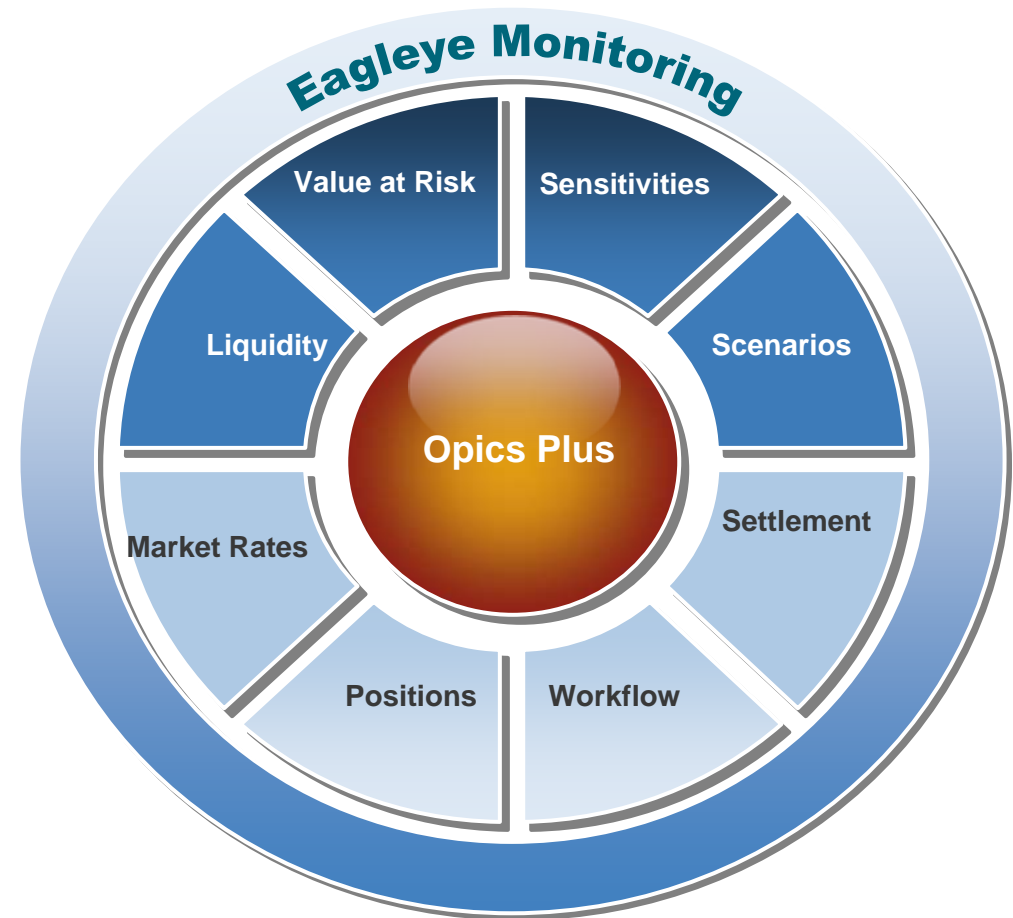 Eagleye Monitoring
Value at Risk
Sensitivities
Liquidity
Scenarios
Opics Plus
Market Rates
Settlement
Positions
Workflow